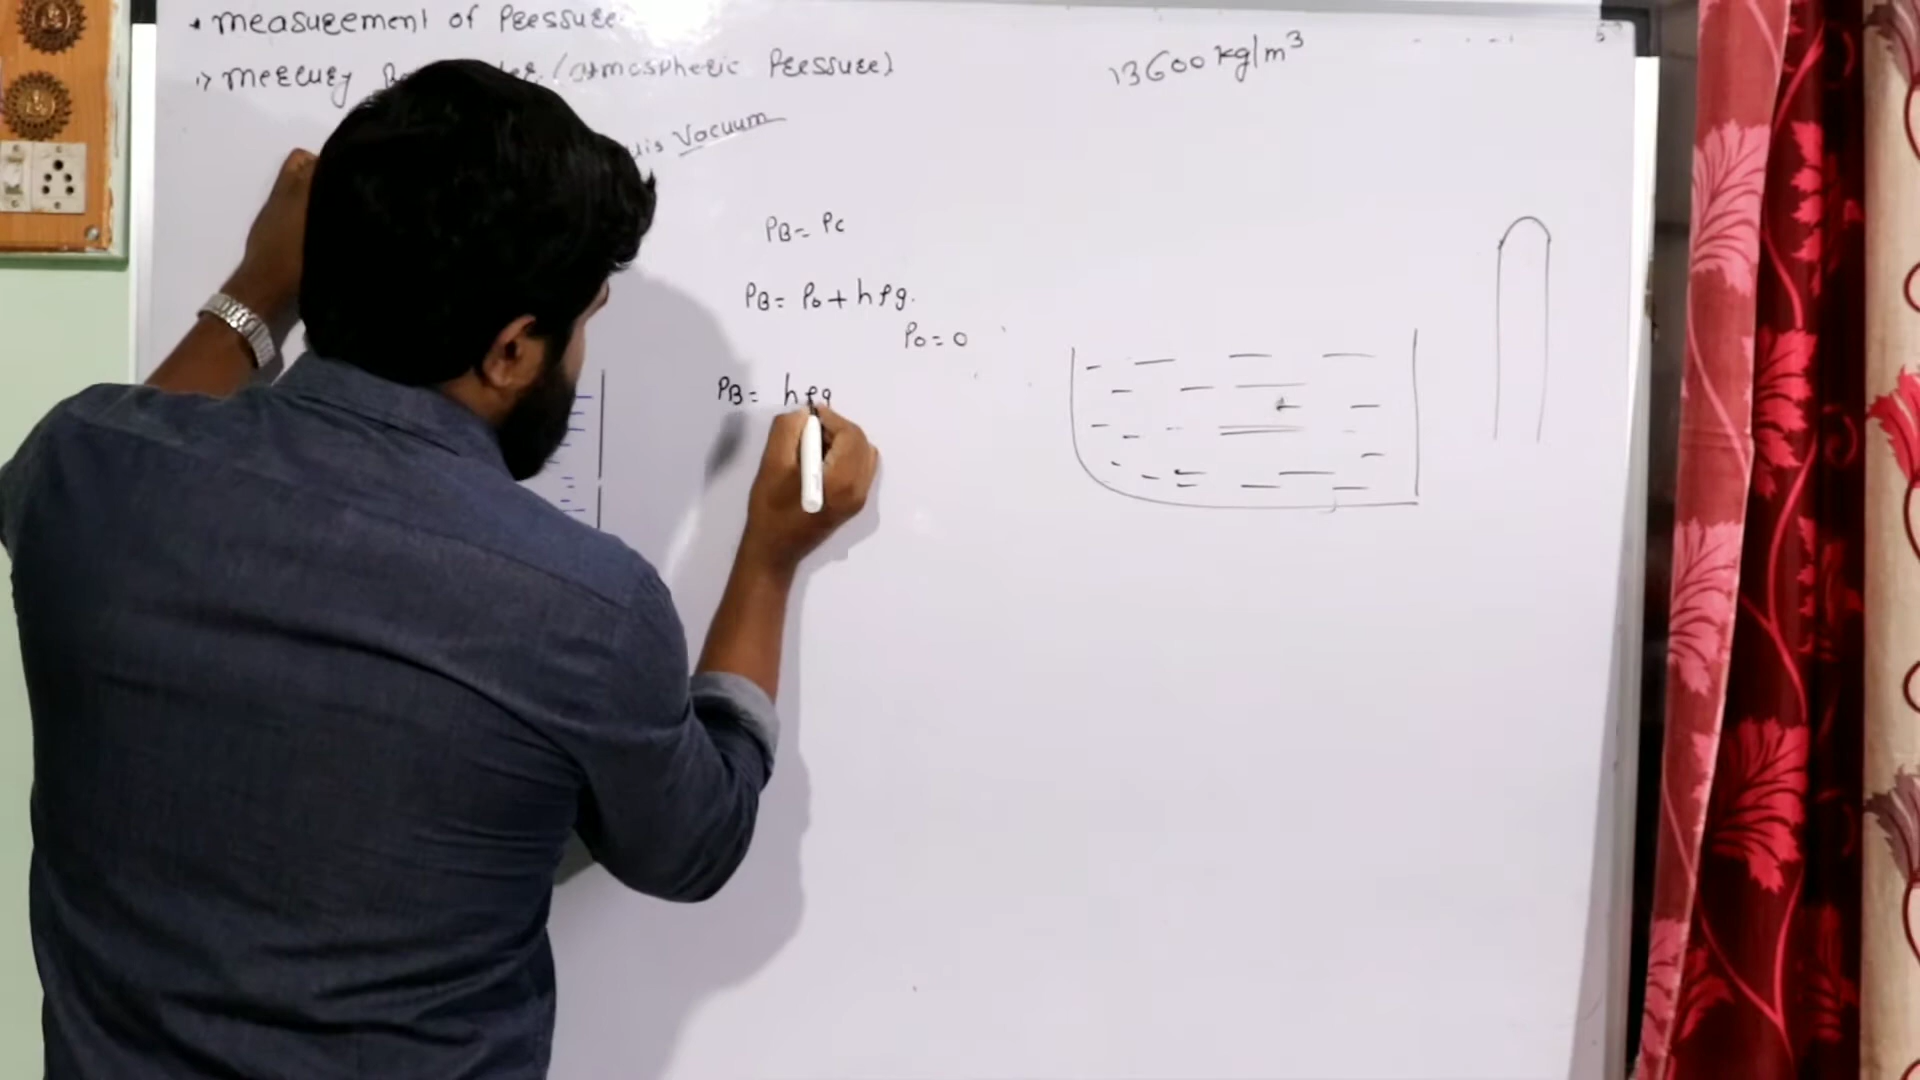 * measurement of Pressure
1> mercury (atmospheric Pressure)
13600 kg/m³
Vacuum
PB = PC
PB = P0 + hρg.
P0 = 0
PB = hρg